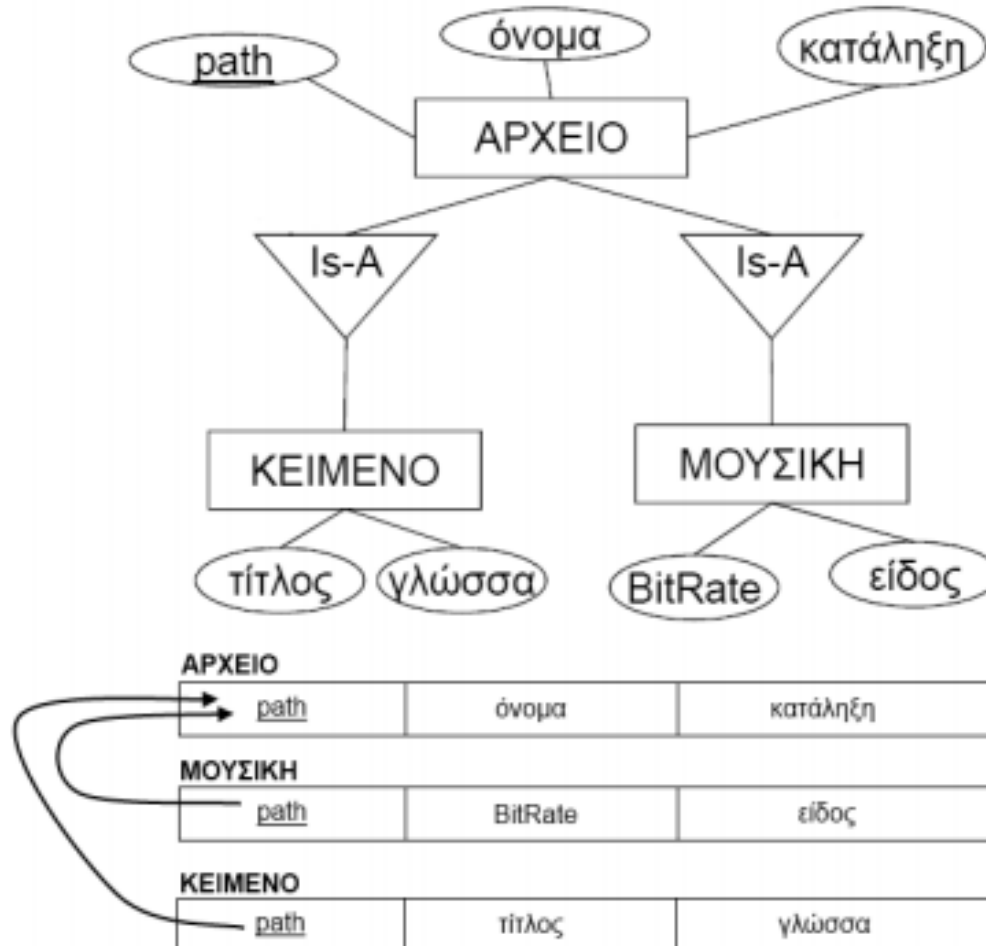 όνομα
path
κατάληξη
ΑΡΧΕΙΟ
Is-A Is-A
ΚΕΙΜΕΝΟ ΜΟΥΣΙΚΗ
τίτλος γλώσσα BitRate είδος
ΑΡΧΕΙΟ
path όνομα κατάληξη
ΜΟΥΣΙΚΗ
path BitRate είδος
ΚΕΙΜΕΝΟ
path τίτλος γλώσσα